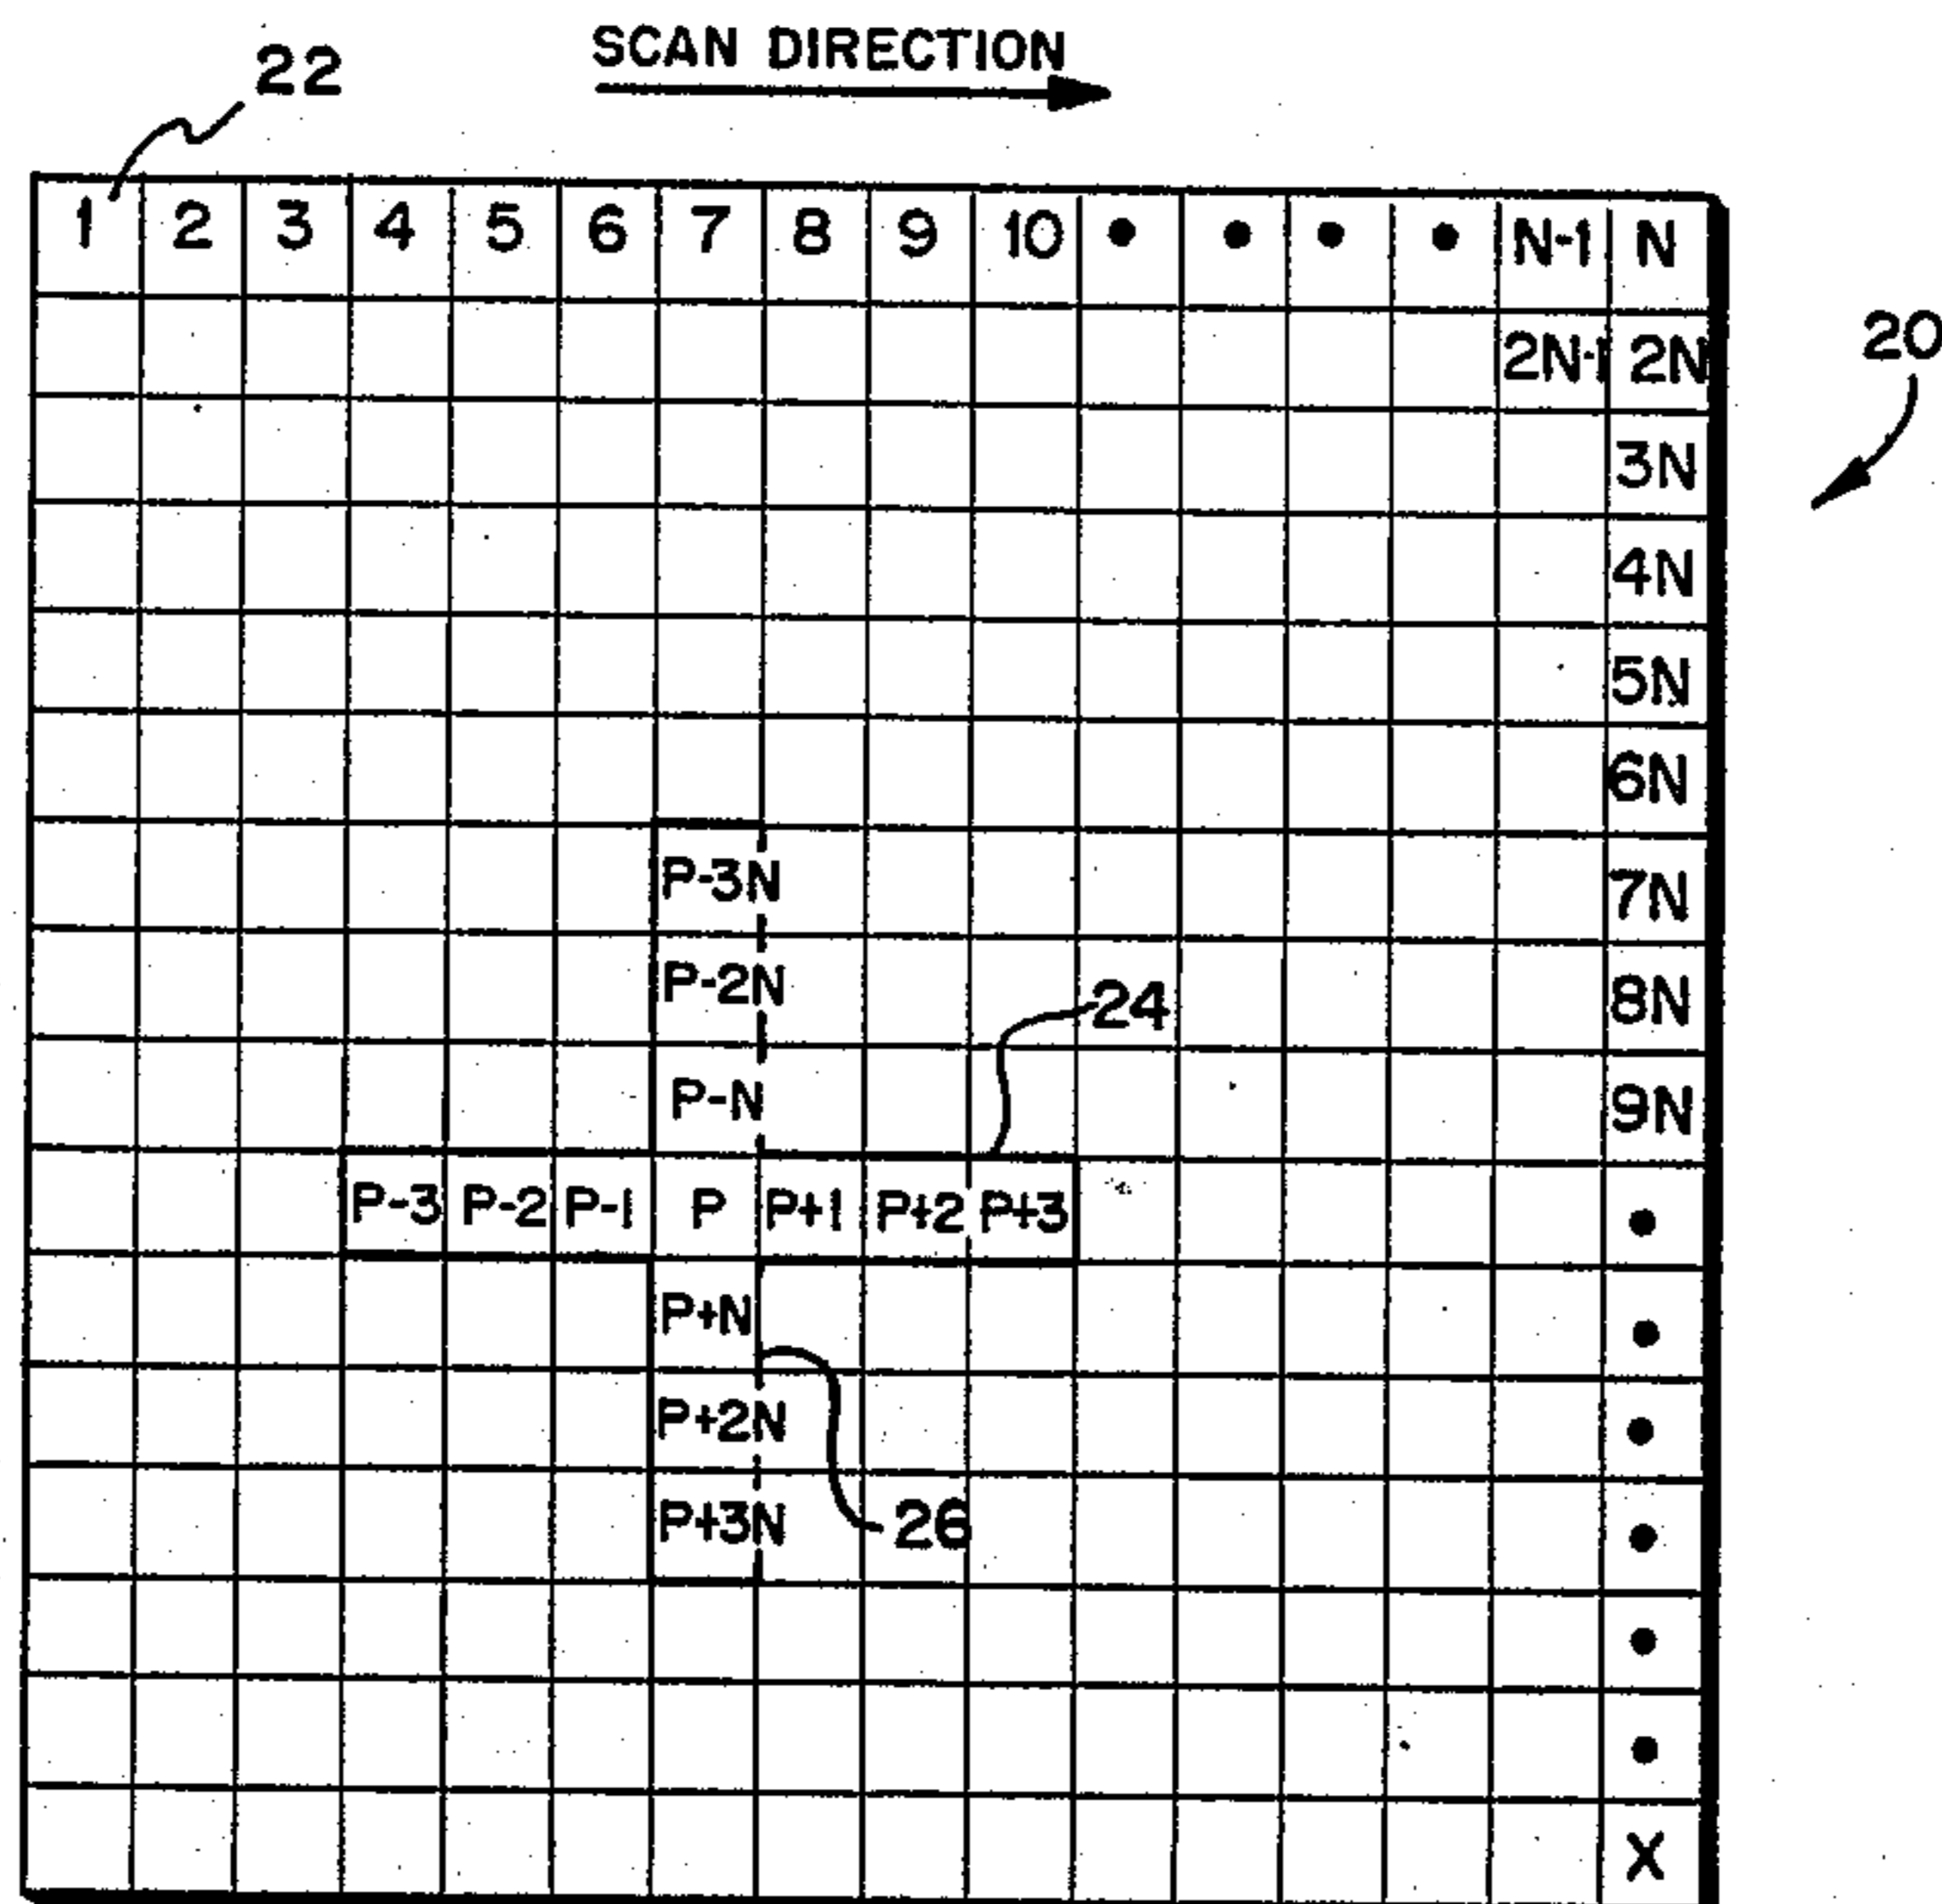 22
SCAN DIRECTION
1 2 3 4 5 6 7 8 9 10 • • • • N-1 N
2N-1 2N
20
3N
4N
5N
6N
P-3N 7N
P-2N 8N
24
P-N 9N
P-3 P-2 P-1 P P+1 P+2 P+3 •
P+N •
P+2N •
P+3N •
26
•
•
X